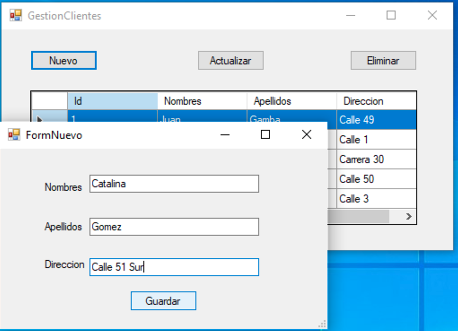 GestionClientes
Nuevo Actualizar Eliminar
Id Nombres Apellidos Direccion
1 Juan Gamba Calle 49
Calle 1
Carrera 30
Calle 50
Calle 3
FormNuevo
Nombres Catalina
Apellidos Gomez
Direccion Calle 51 Sur
Guardar